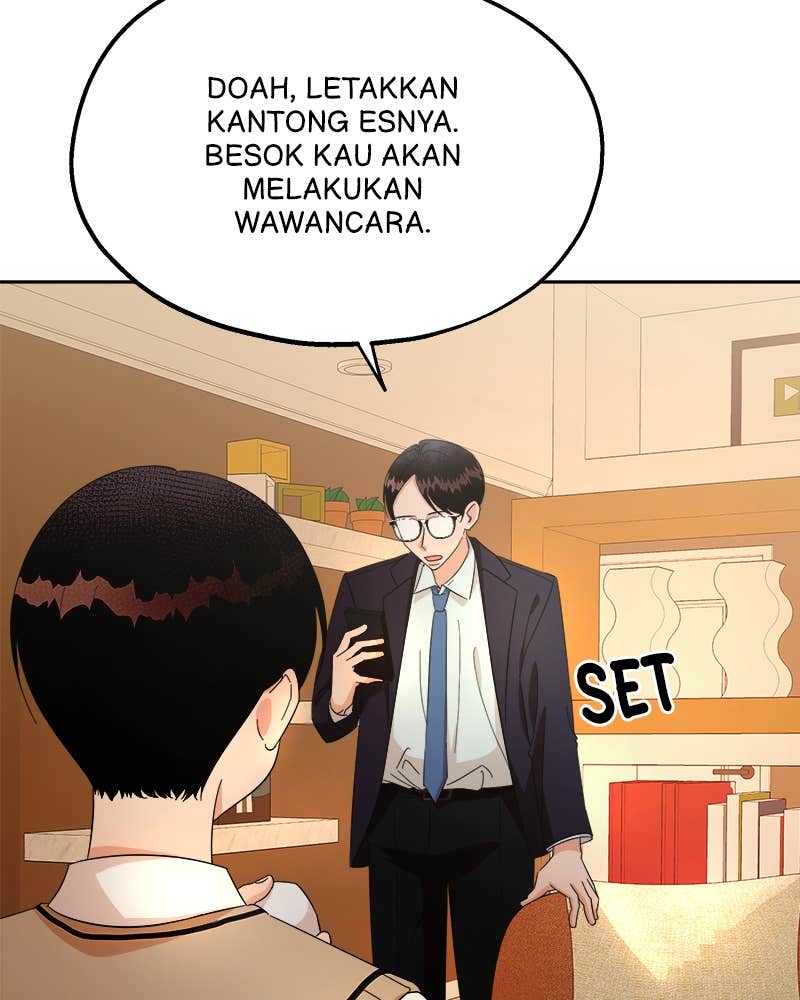 DOAH, LETAKKAN
KANTONG ESNYA.
BESOK KAU AKAN
MELAKUKAN
WAWANCARA.
SET